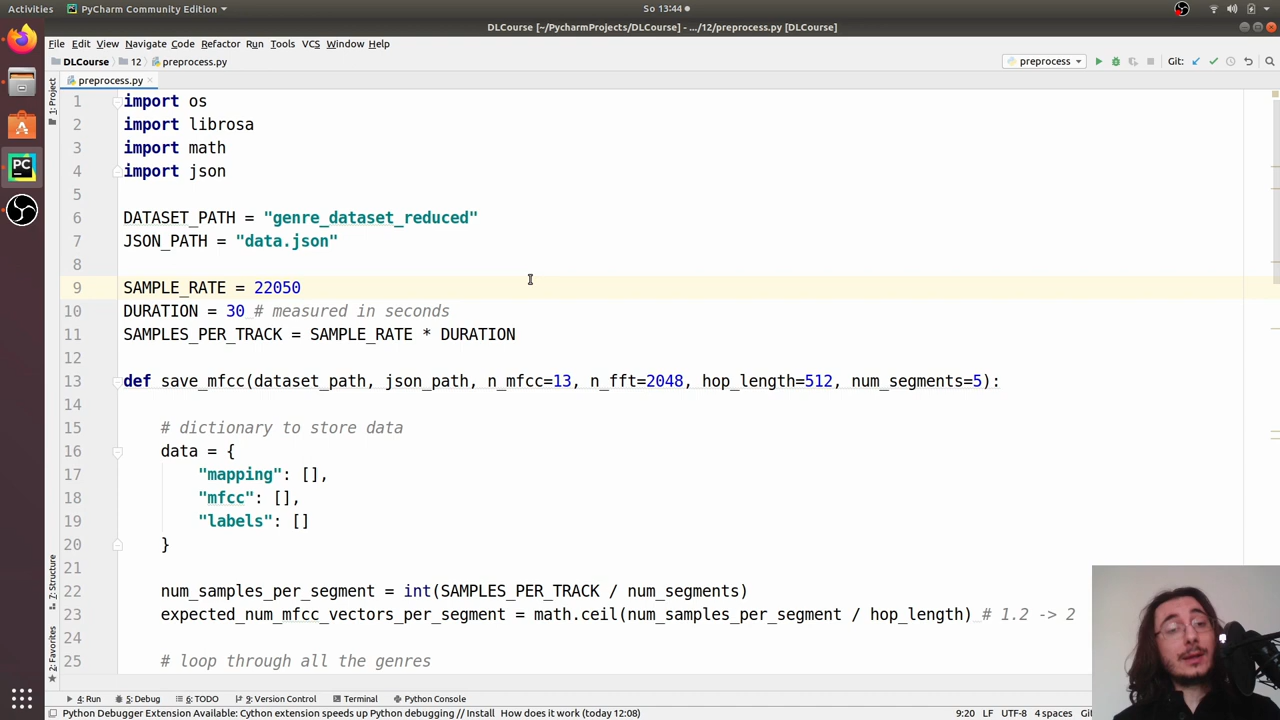 Activities PyCharm Community Edition So 13:44
DLCourse [~/PycharmProjects/DLCourse] - .../12/preprocess.py [DLCourse]
File Edit View Navigate Code Refactor Run Tools VCS Window Help
DLCourse 12 preprocess.py preprocess Git:
preprocess.py
1: Project
1 import os
2 import librosa
3 import math
4 import json
5
6 DATASET_PATH = "genre_dataset_reduced"
7 JSON_PATH = "data.json"
8
9 SAMPLE_RATE = 22050
10 DURATION = 30 # measured in seconds
11 SAMPLES_PER_TRACK = SAMPLE_RATE * DURATION
12
13 def save_mfcc(dataset_path, json_path, n_mfcc=13, n_fft=2048, hop_length=512, num_segments=5):
14
15 # dictionary to store data
16 data = {
17 "mapping": [],
18 "mfcc": [],
19 "labels": []
20 }
21
22 num_samples_per_segment = int(SAMPLES_PER_TRACK / num_segments)
23 expected_num_mfcc_vectors_per_segment = math.ceil(num_samples_per_segment / hop_length) # 1.2 -> 2
24
25 # loop through all the genres
7: Structure
2: Favorites
4: Run 5: Debug 6: TODO 9: Version Control Terminal Python Console
Python Debugger Extension Available: Cython extension speeds up Python debugging // Install How does it work (today 12:08) 9:20 LF UTF-8 4 spaces Git